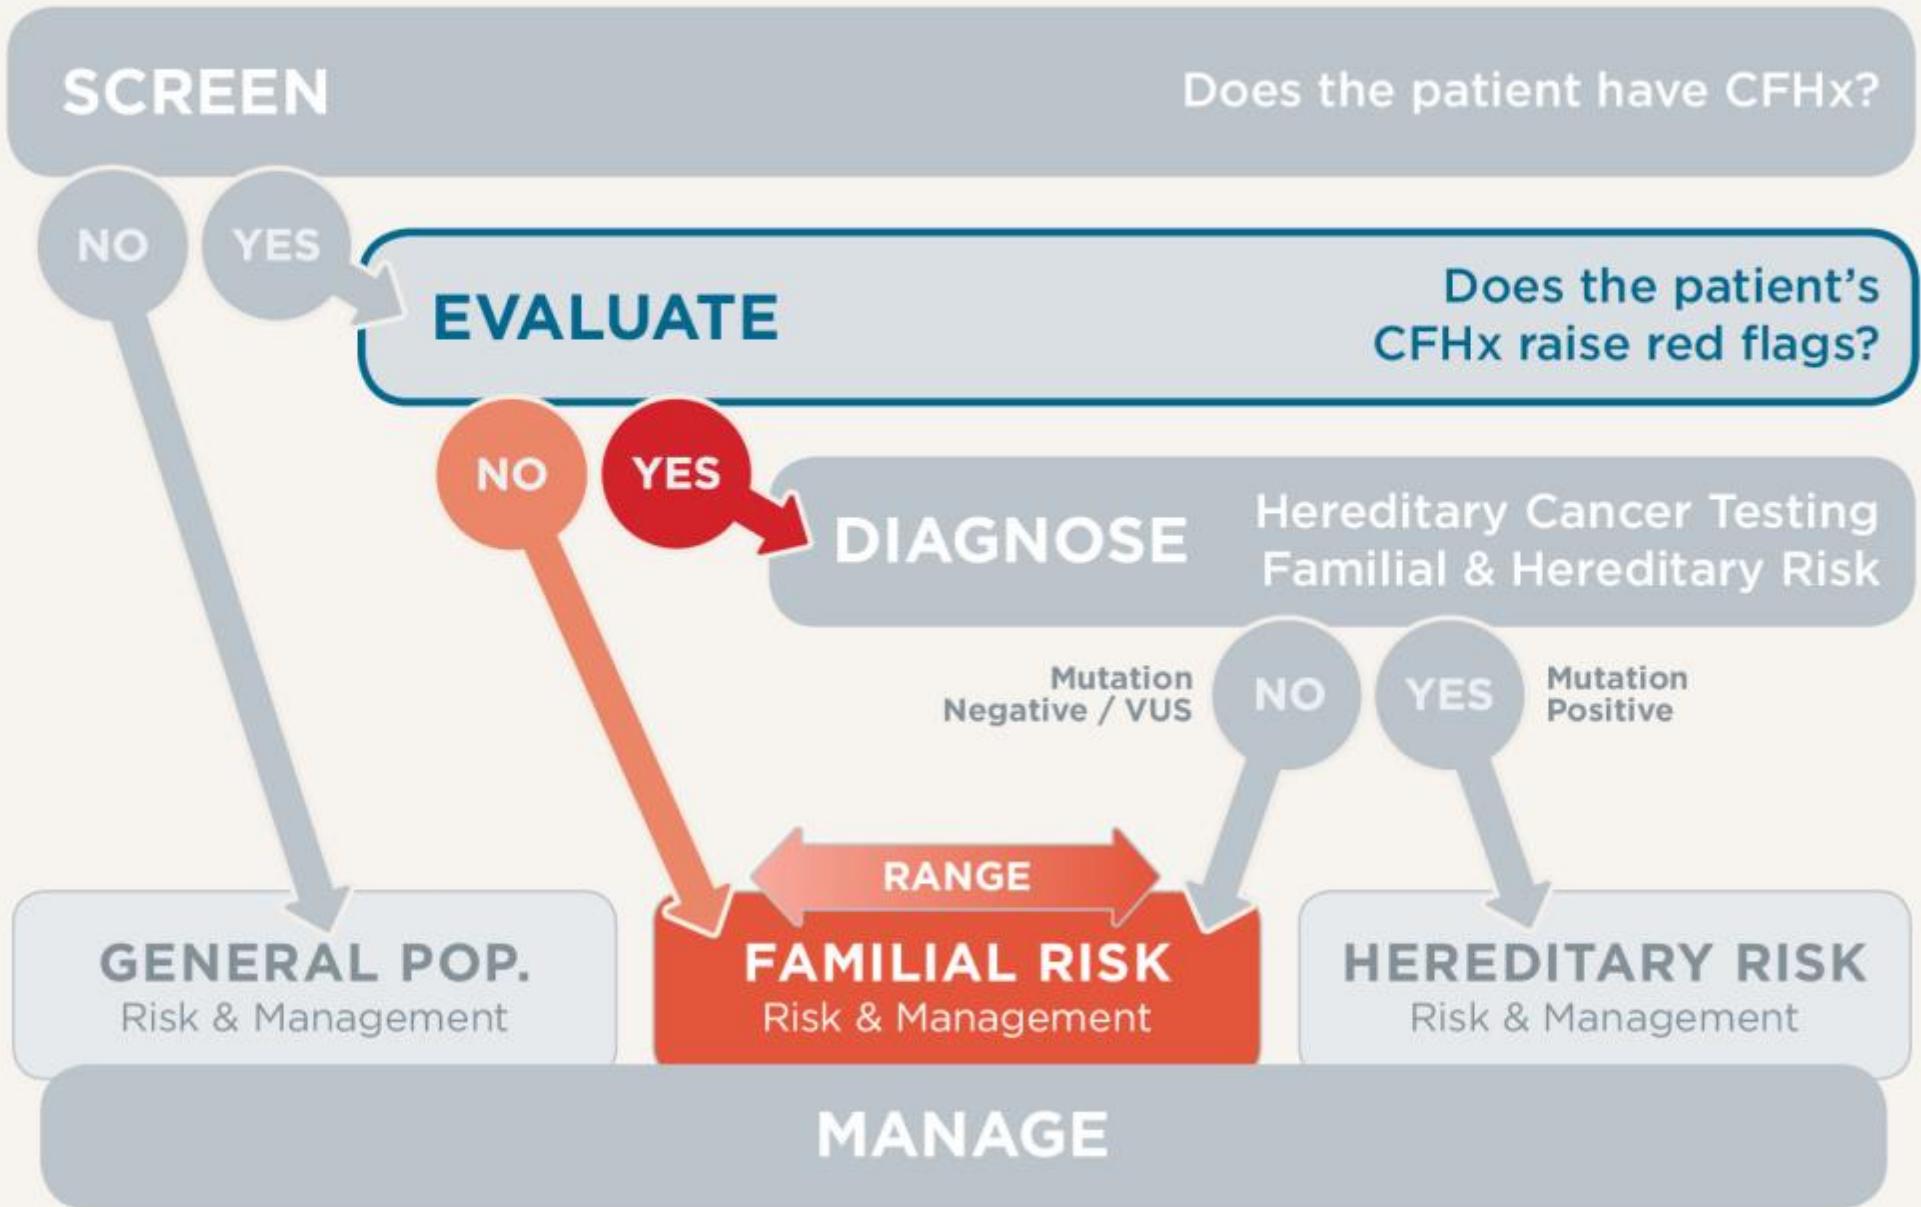 SCREEN
Does the patient have CFHx?
NO
YES
EVALUATE
Does the patient's
CFHx raise red flags?
NO
YES
DIAGNOSE
Hereditary Cancer Testing
Familial & Hereditary Risk
Mutation
Negative / VUS
NO
YES
Mutation
Positive
RANGE
GENERAL POP.
Risk & Management
FAMILIAL RISK
Risk & Management
HEREDITARY RISK
Risk & Management
MANAGE